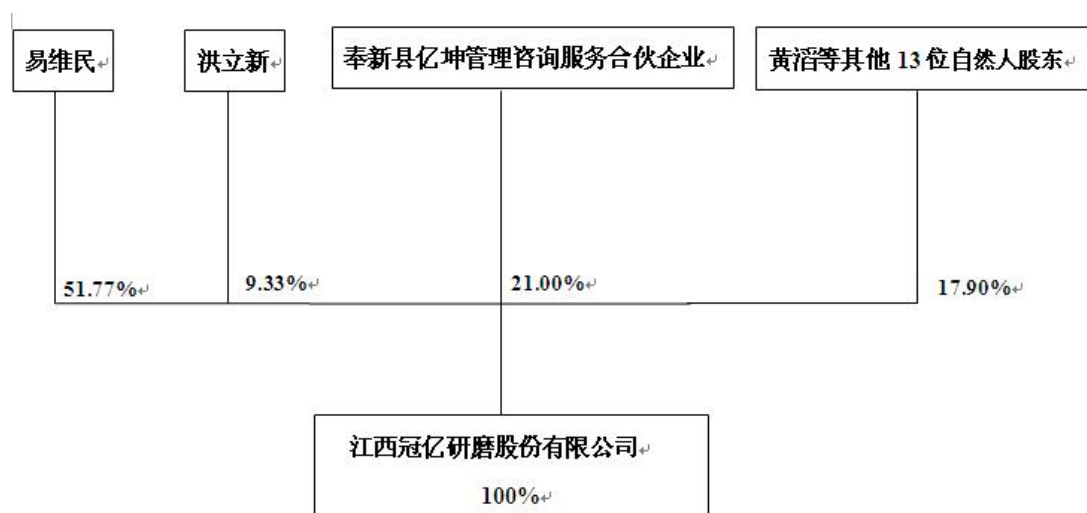 易维民
洪立新
奉新县亿坤管理咨询服务合伙企业
黄滔等其他 13 位自然人股东
51.77%
9.33%
21.00%
17.90%
江西冠亿研磨股份有限公司
100%